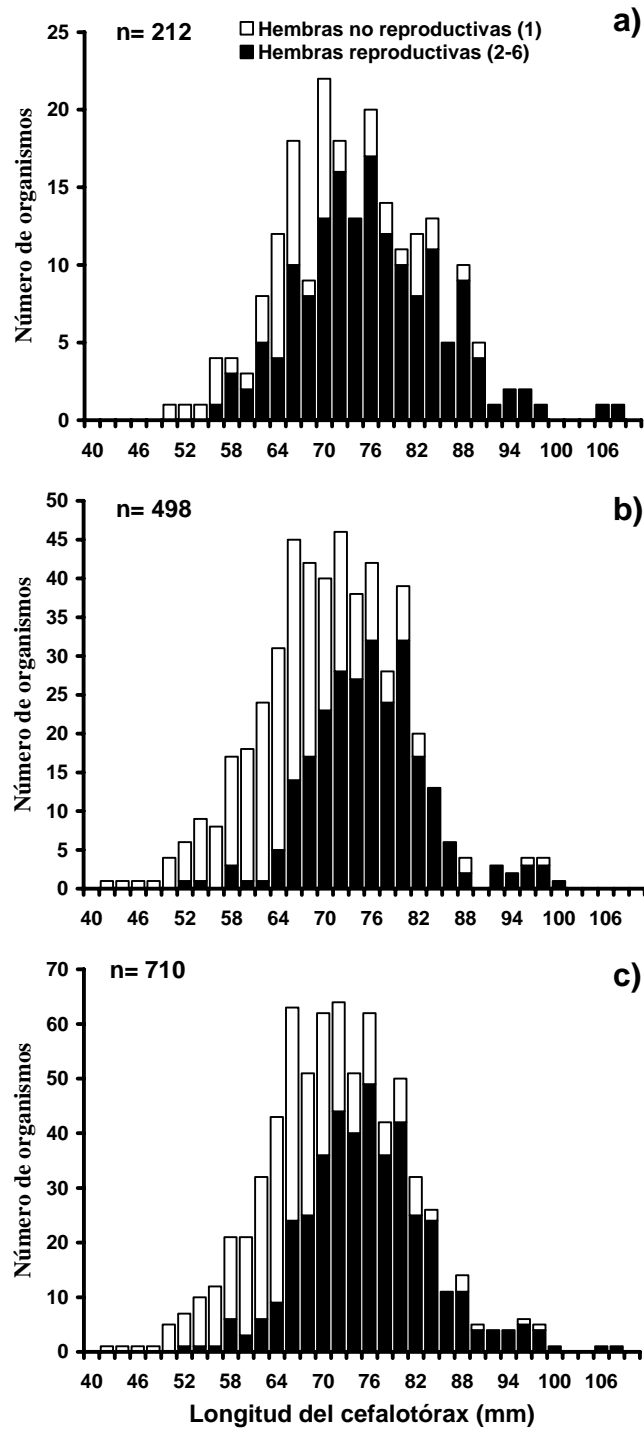 a)
n= 212
Hembras no reproductivas (1)
Hembras reproductivas (2-6)
Número de organismos
25
20
15
10
5
0
40 46 52 58 64 70 76 82 88 94 100 106
b)
n= 498
Número de organismos
50
45
40
35
30
25
20
15
10
5
0
40 46 52 58 64 70 76 82 88 94 100 106
c)
n= 710
Número de organismos
70
60
50
40
30
20
10
0
40 46 52 58 64 70 76 82 88 94 100 106
Longitud del cefalotórax (mm)